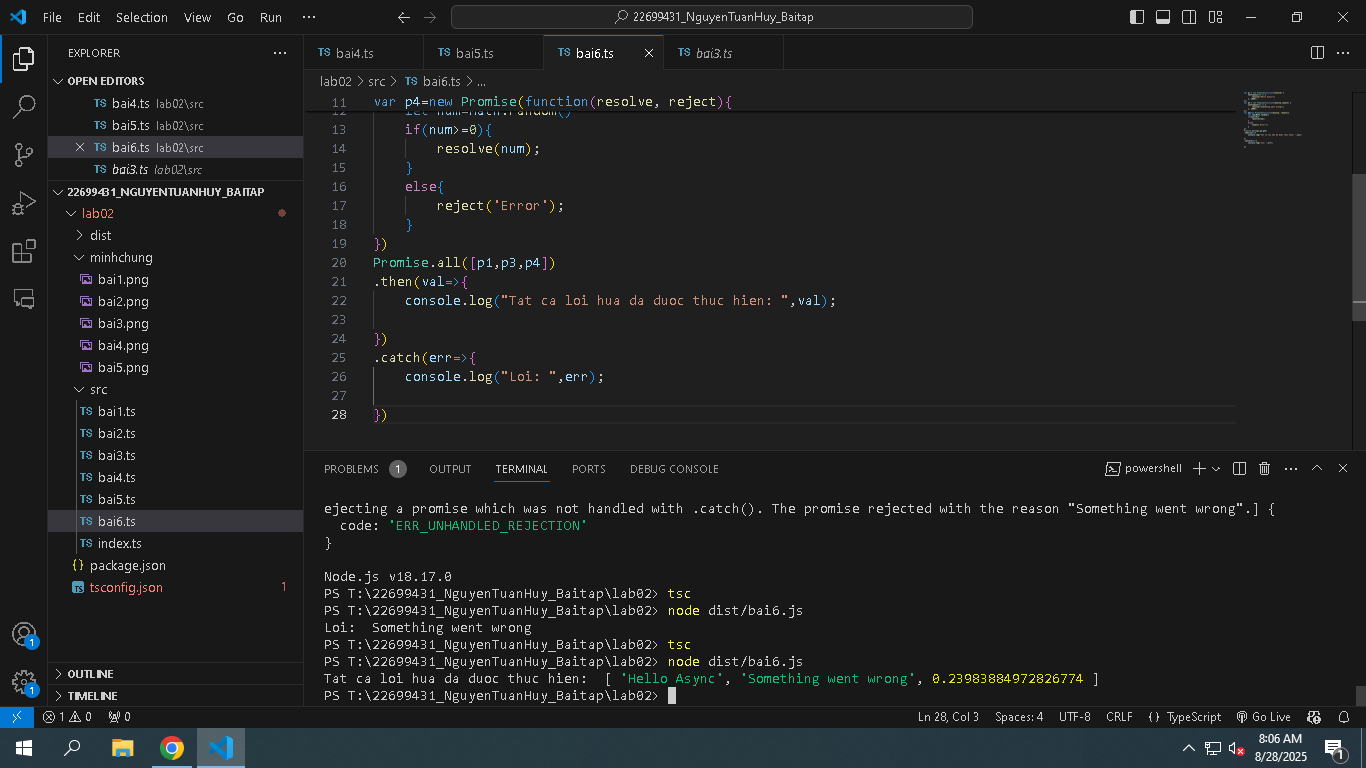 File Edit Selection View Go Run ···
22699431_NguyenTuanHuy_Baitap
EXPLORER
OPEN EDITORS
TS bai4.ts lab02\src
TS bai5.ts lab02\src
TS bai6.ts lab02\src
TS bai3.ts lab02\src
22699431_NGUYENTUANHUY_BAITAP
lab02
dist
minhchung
bai1.png
bai2.png
bai3.png
bai4.png
bai5.png
src
TS bai1.ts
TS bai2.ts
TS bai3.ts
TS bai4.ts
TS bai5.ts
TS bai6.ts
TS index.ts
{} package.json
TS tsconfig.json 1
OUTLINE
TIMELINE
TS bai4.ts TS bai5.ts TS bai6.ts TS bai3.ts
lab02 > src > TS bai6.ts > ...
11 var p4=new Promise(function(resolve, reject){
12 let num=Math.random()
13 if(num>=0){
14 resolve(num);
15 }
16 else{
17 reject('Error');
18 }
19 })
20 Promise.all([p1,p3,p4])
21 .then(val=>{
22 console.log("Tat ca loi hua da duoc thuc hien: ",val);
23
24 })
25 .catch(err=>{
26 console.log("Loi: ",err);
27
28 })
PROBLEMS 1 OUTPUT TERMINAL PORTS DEBUG CONSOLE powershell
ejecting a promise which was not handled with .catch(). The promise rejected with the reason "Something went wrong".] {
code: 'ERR_UNHANDLED_REJECTION'
}
Node.js v18.17.0
PS T:\22699431_NguyenTuanHuy_Baitap\lab02> tsc
PS T:\22699431_NguyenTuanHuy_Baitap\lab02> node dist/bai6.js
Loi:  Something went wrong
PS T:\22699431_NguyenTuanHuy_Baitap\lab02> tsc
PS T:\22699431_NguyenTuanHuy_Baitap\lab02> node dist/bai6.js
Tat ca loi hua da duoc thuc hien:  [ 'Hello Async', 'Something went wrong', 0.23983884972826774 ]
PS T:\22699431_NguyenTuanHuy_Baitap\lab02>
1
1
1 0 0 Ln 28, Col 3 Spaces: 4 UTF-8 CRLF {} TypeScript Go Live
8:06 AM
8/28/2025
1